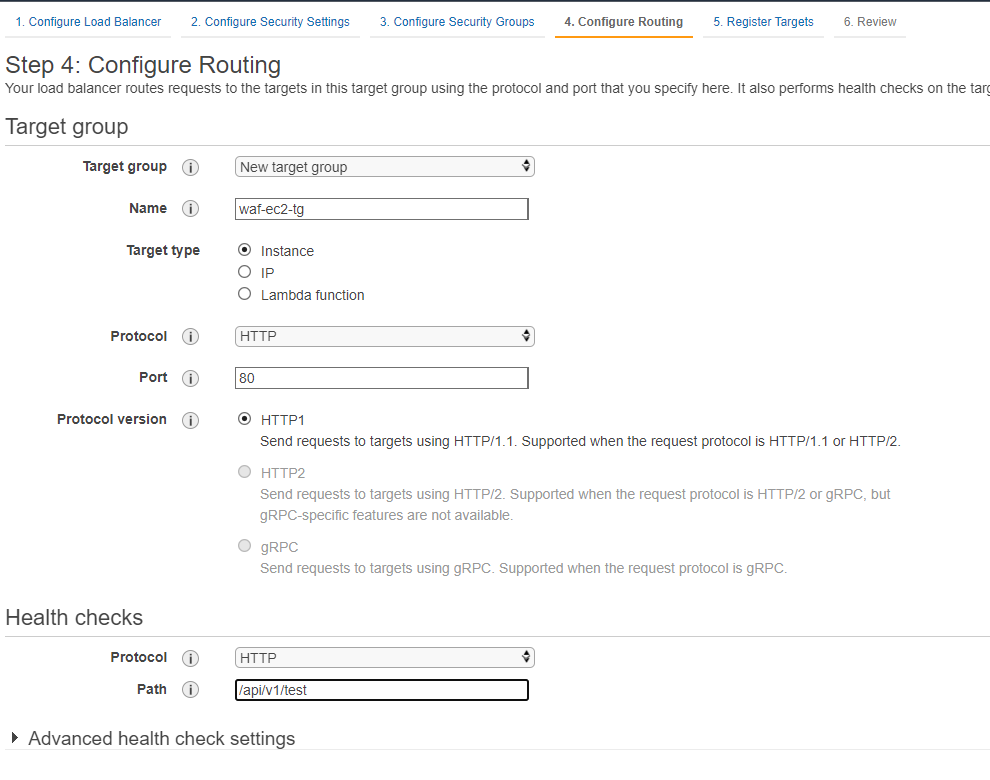 1. Configure Load Balancer 2. Configure Security Settings 3. Configure Security Groups 4. Configure Routing 5. Register Targets 6. Review
Step 4: Configure Routing
Your load balancer routes requests to the targets in this target group using the protocol and port that you specify here. It also performs health checks on the
Target group
Target group i New target group
Name i waf-ec2-tg
Target type Instance
IP
Lambda function
Protocol i HTTP
Port i 80
Protocol version i HTTP1
Send requests to targets using HTTP/1.1. Supported when the request protocol is HTTP/1.1 or HTTP/2.
HTTP2
Send requests to targets using HTTP/2. Supported when the request protocol is HTTP/2 or gRPC, but
gRPC-specific features are not available.
gRPC
Send requests to targets using gRPC. Supported when the request protocol is gRPC.
Health checks
Protocol i HTTP
Path i /api/v1/test
Advanced health check settings